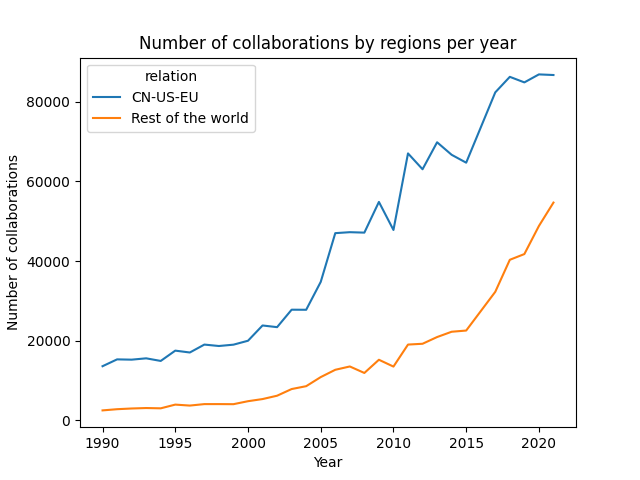 Number of collaborations by regions per year
relation
CN-US-EU
Rest of the world
Number of collaborations
80000
60000
40000
20000
0
1990
1995
2000
2005
2010
2015
2020
Year